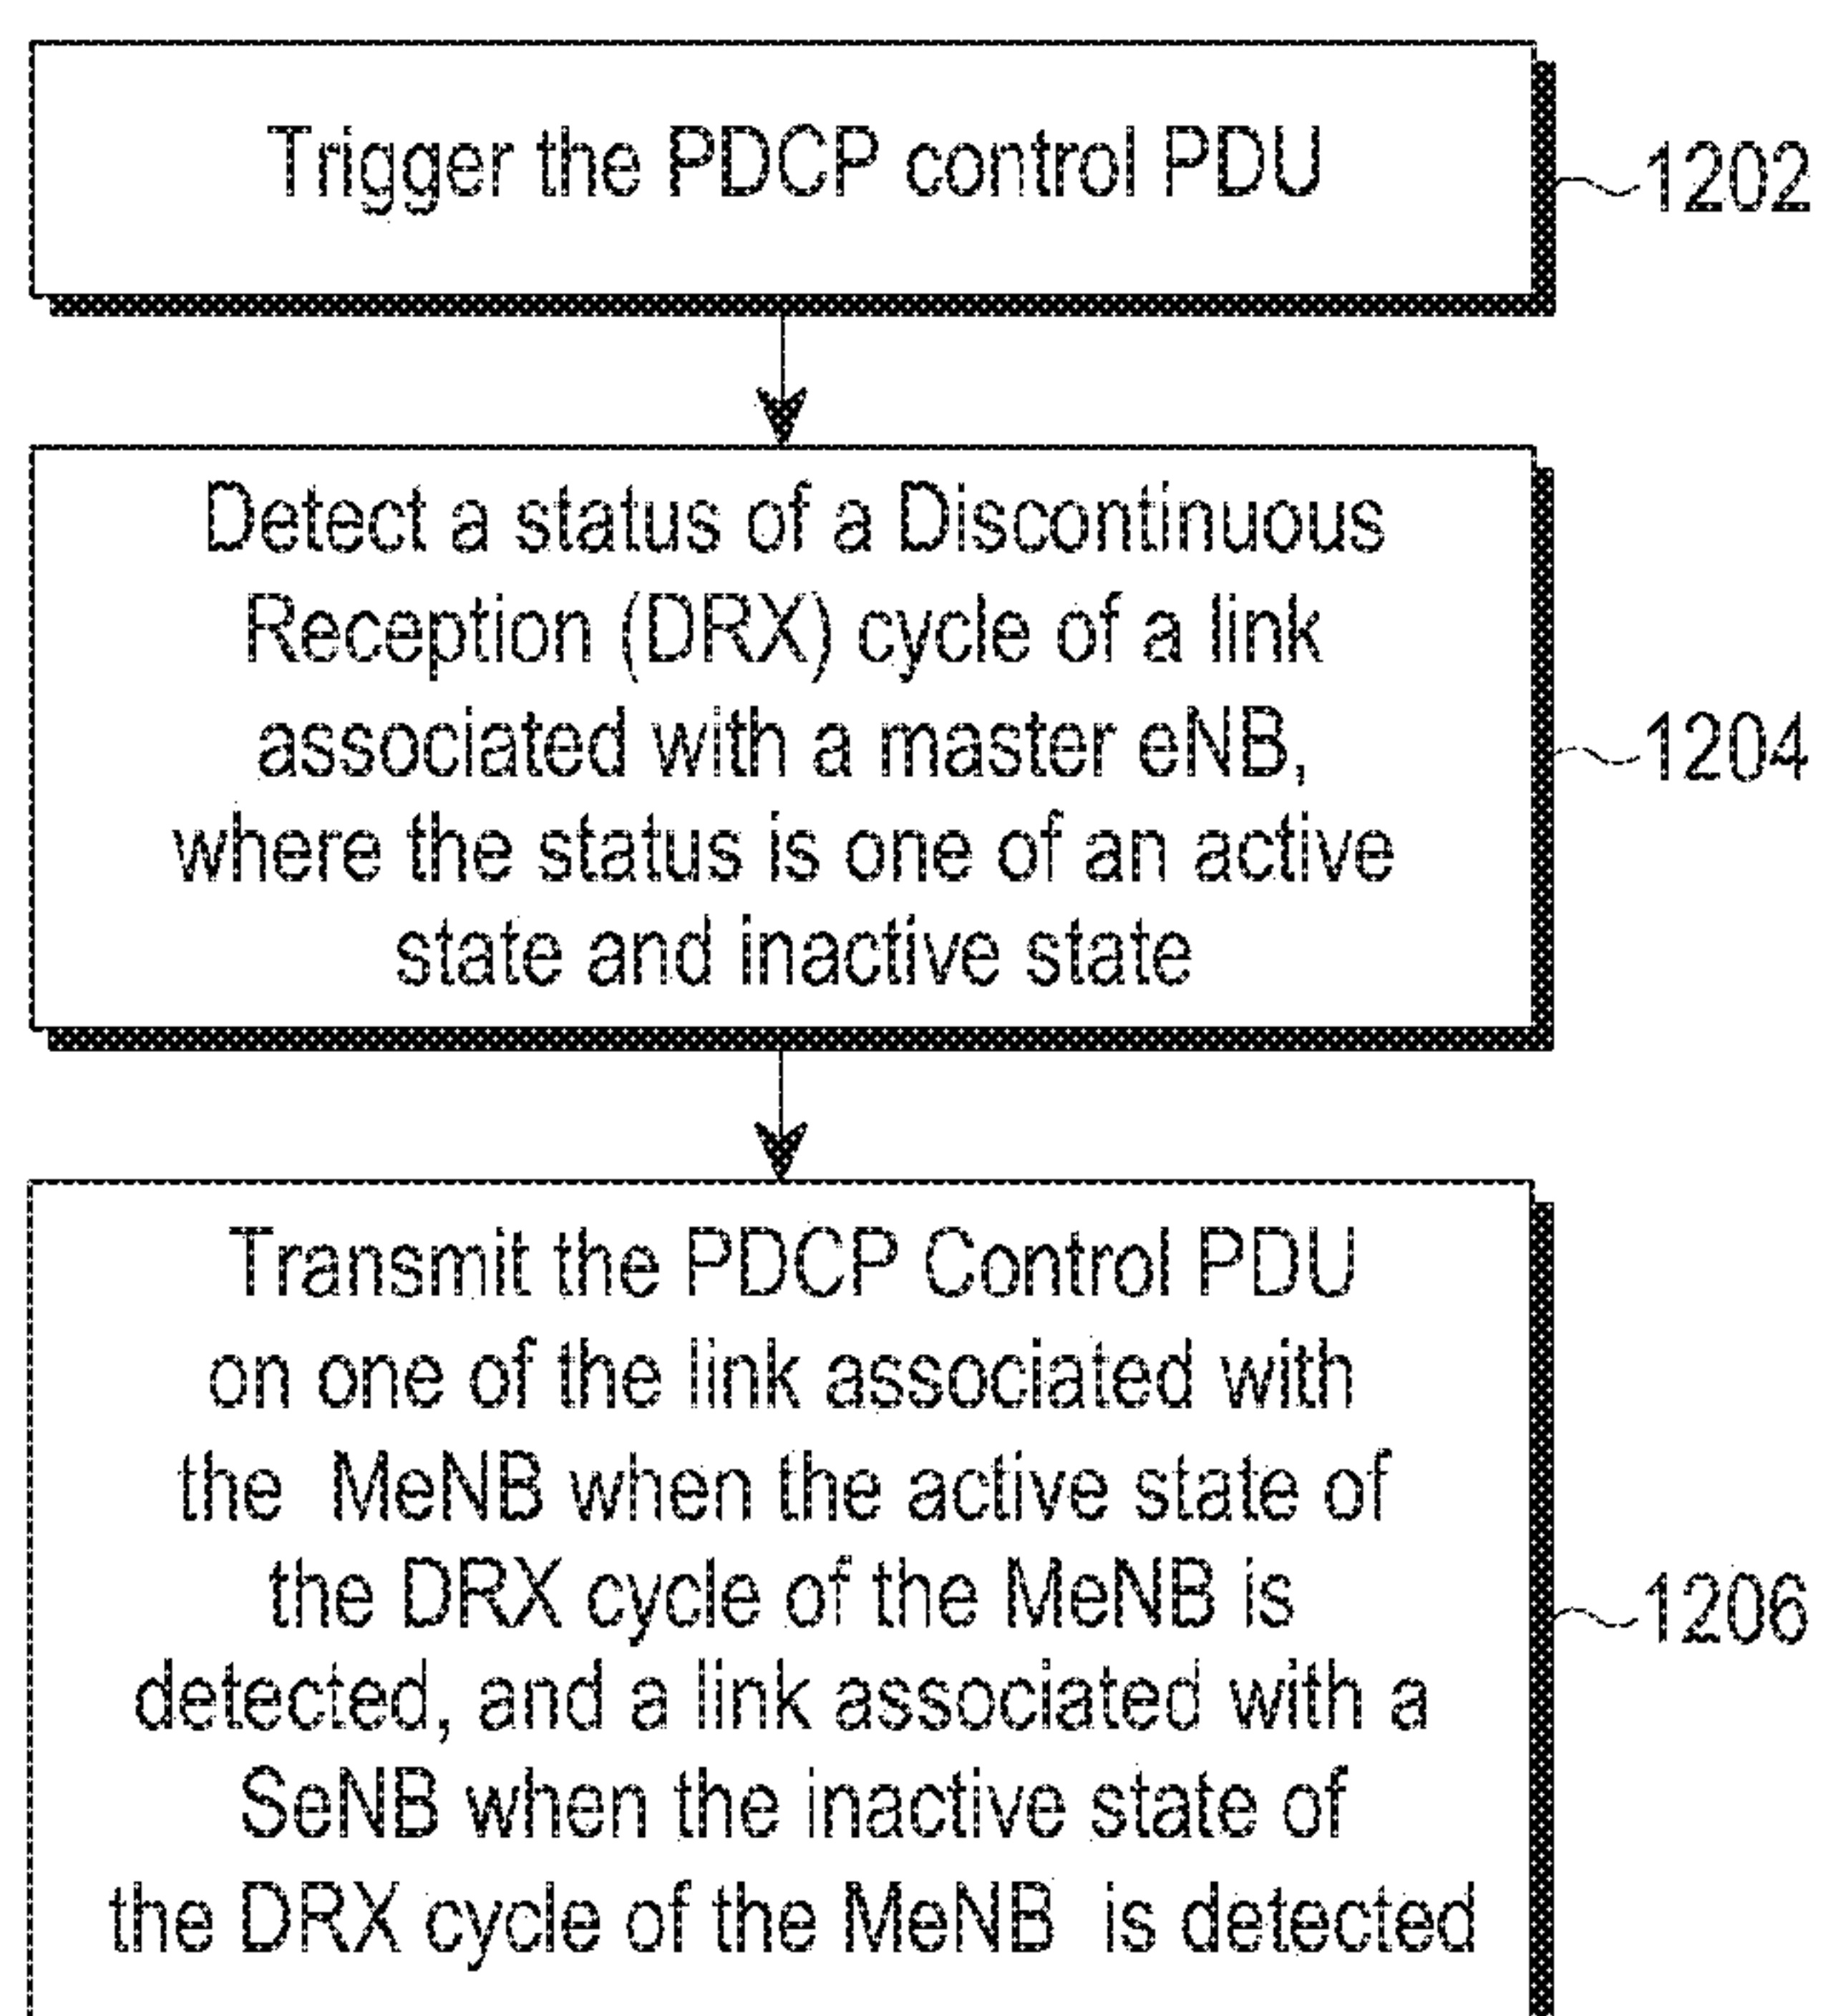 Trigger the PDCP control PDU
1202
Detect a status of a Discontinuous
Reception (DRX) cycle of a link
associated with a master eNB,
where the status is one of an active
state and inactive state
1204
Transmit the PDCP Control PDU
on one of the link associated with
the MeNB when the active state of
the DRX cycle of the MeNB is
detected, and a link associated with a
SeNB when the inactive state of
the DRX cycle of the MeNB is detected
1206